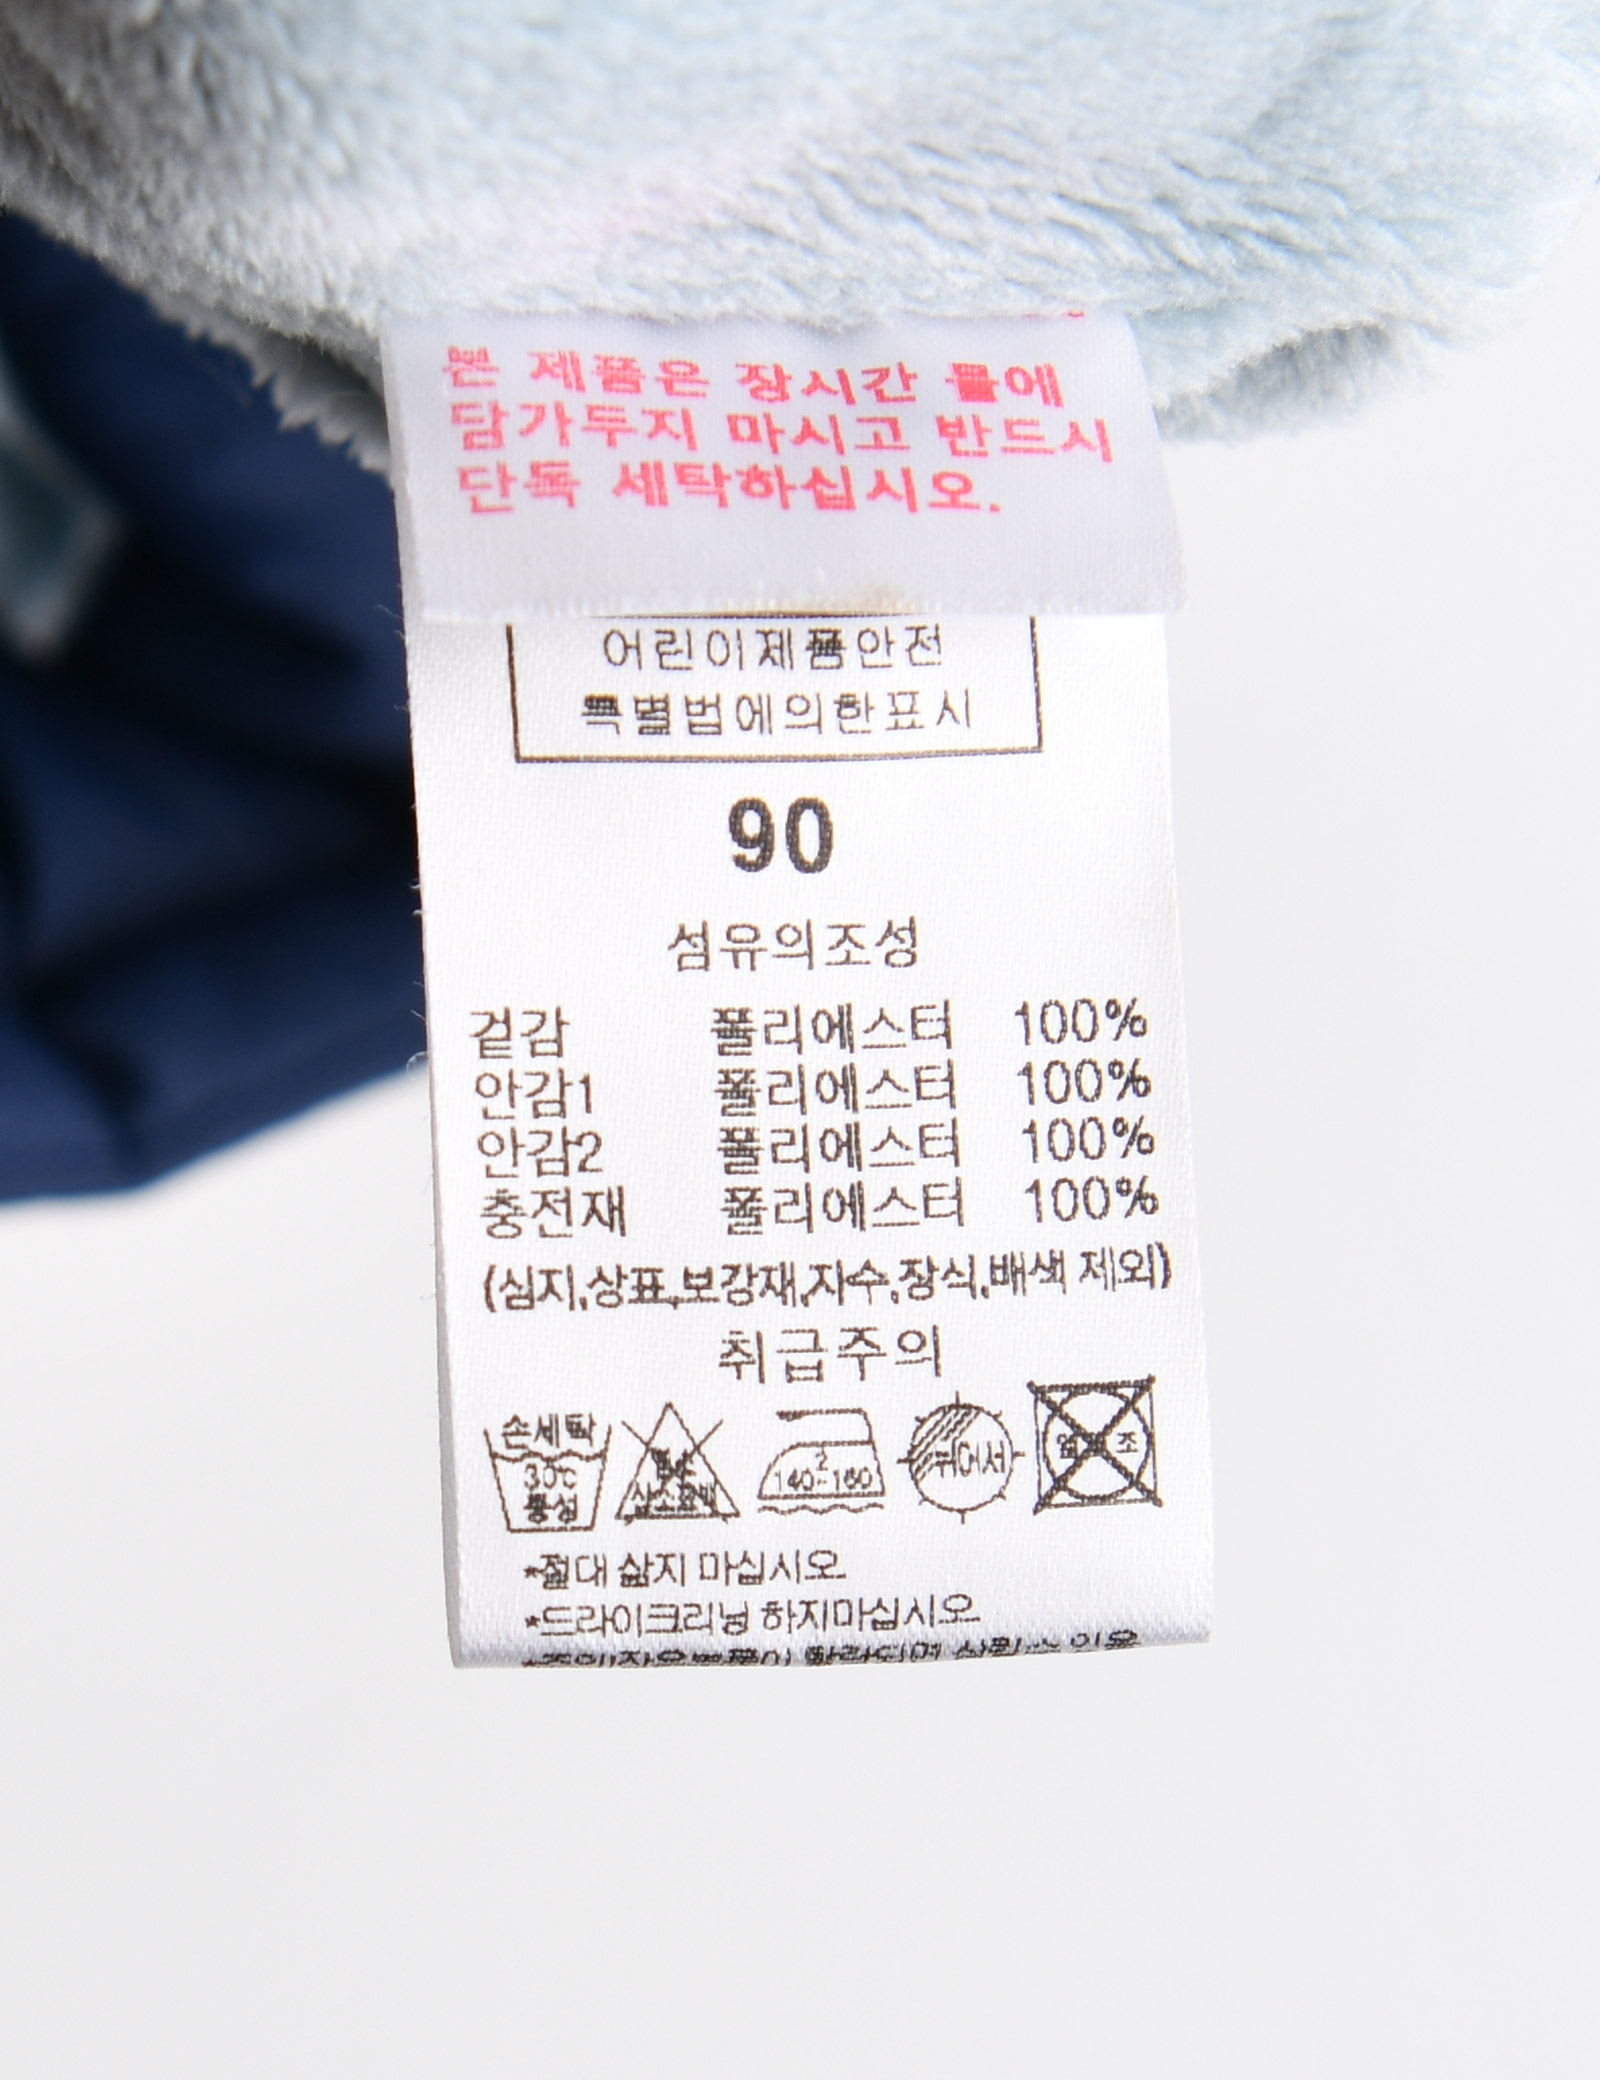 본 제품은 장시간 물에
담가두지 마시고 반드시
단독 세탁하십시오.
어린이제품안전
특별법에의한표시
90
섬유의조성
겉감 폴리에스터 100%
안감1 폴리에스터 100%
안감2 폴리에스터 100%
충전재 폴리에스터 100%
(심지,상표,보강재,자수,장식,배색 제외)
취급주의
손세탁
30℃
중성
염소
산소표백
2
140~160
뉘어서
*절대 삶지 마십시오
*드라이크리닝 하지마십시오